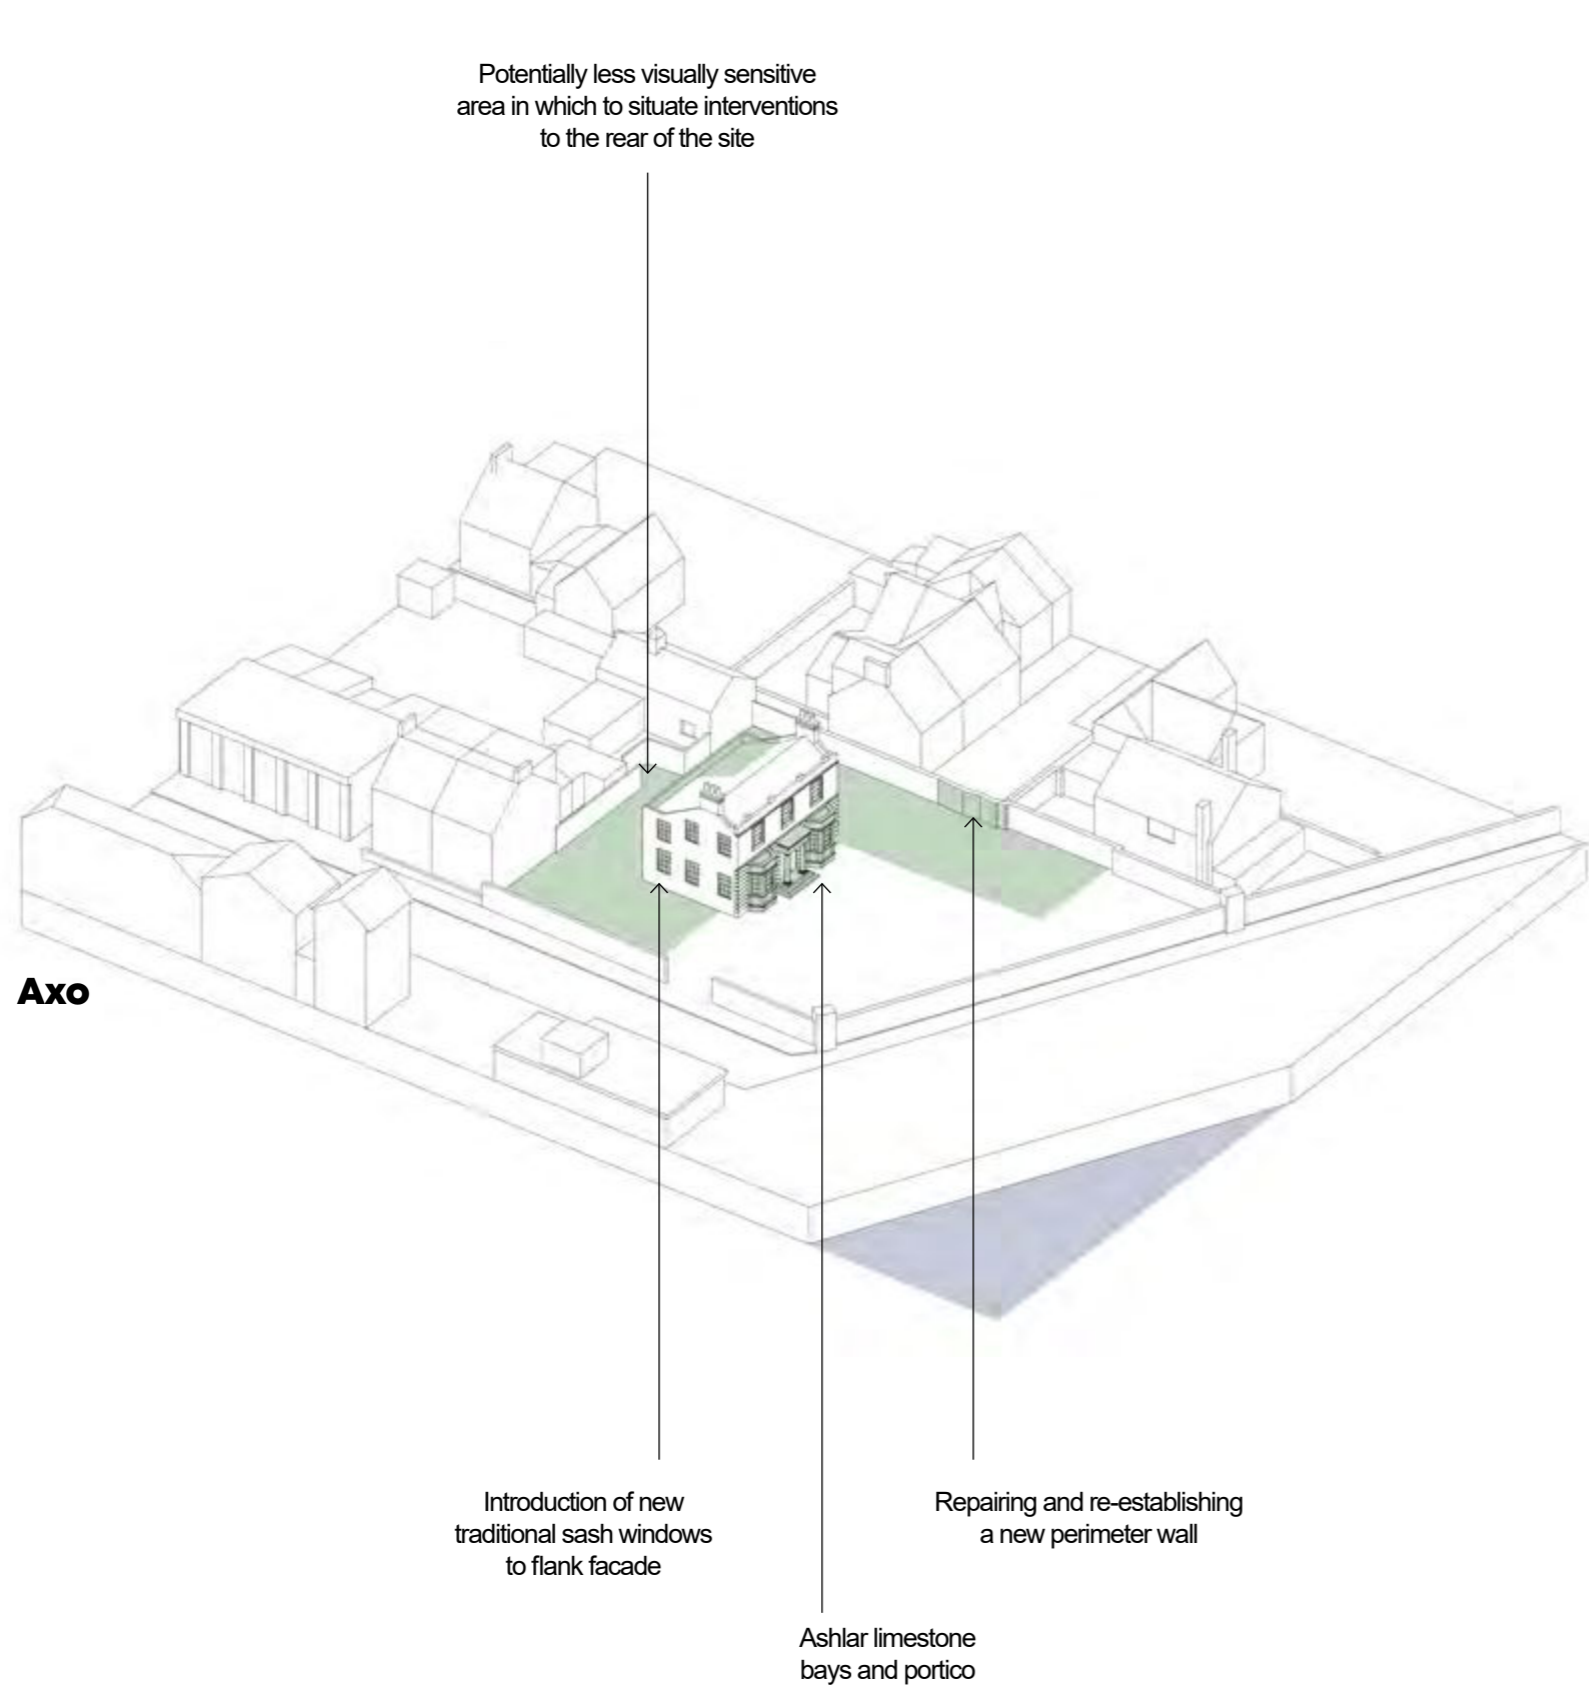 Potentially less visually sensitive
area in which to situate interventions
to the rear of the site
Axo
Introduction of new
traditional sash windows
to flank facade
Repairing and re-establishing
a new perimeter wall
Ashlar limestone
bays and portico